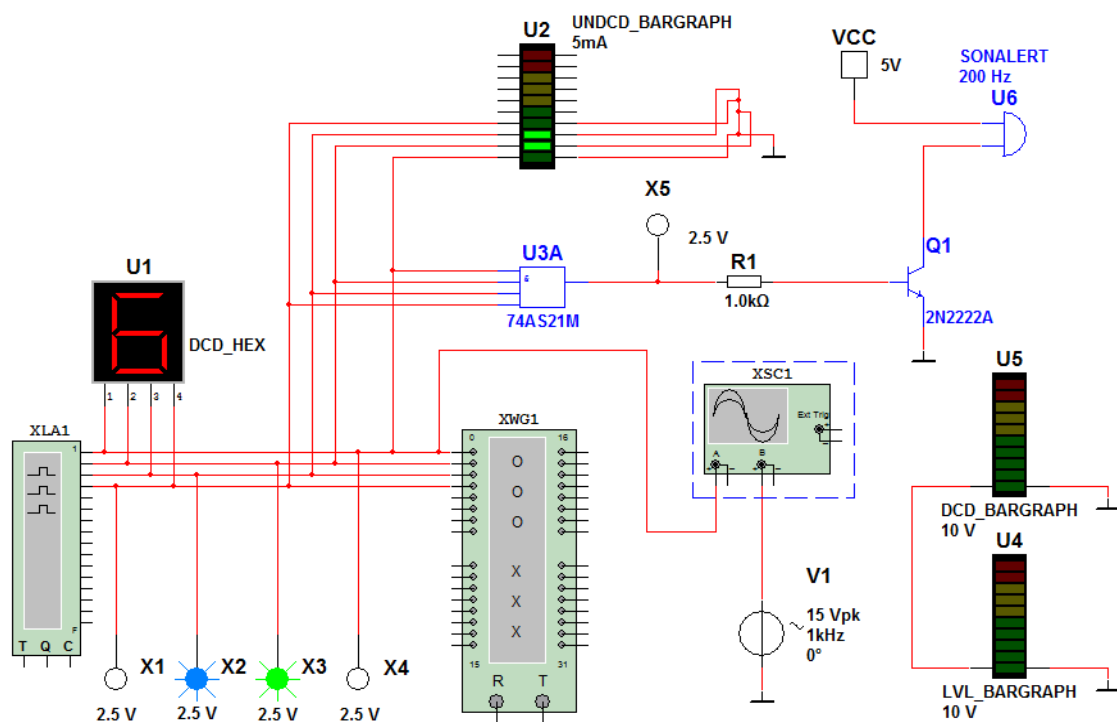 U2
UNDCD_BARGRAPH
5mA
VCC
5V
SONALERT
200 Hz
U6
X5
2.5 V
U3A
6
74AS21M
R1
1.0kΩ
Q1
2N2222A
U1
DCD_HEX
1 2 3 4
XLA1
1
F
T Q C
XWG1
0 16
O
O
O
X
X
X
15 31
R T
XSC1
Ext Trig
+
-
A B
+ - + -
V1
15 Vpk
1kHz
0°
U5
DCD_BARGRAPH
10 V
U4
LVL_BARGRAPH
10 V
X1 X2 X3 X4
2.5 V 2.5 V 2.5 V 2.5 V